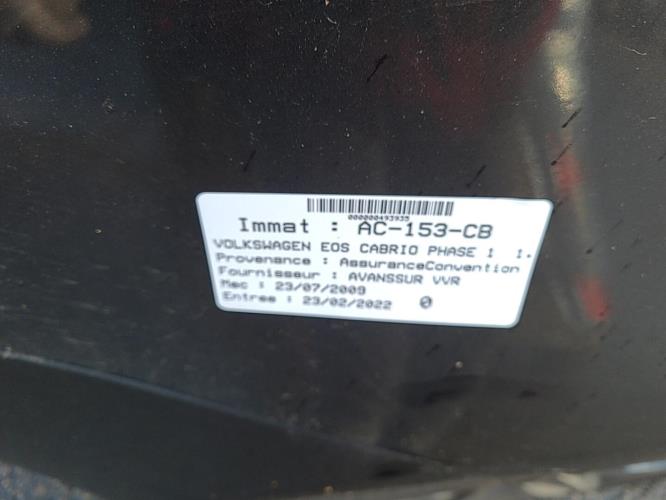 000000493935
Immat : AC-153-CB
VOLKSWAGEN EOS CABRIO PHASE 1 1.
Provenance : AssuranceConvention
Fournisseur : AVANSSUR VVR
Mec : 23/07/2009
Entree : 23/02/2022 0